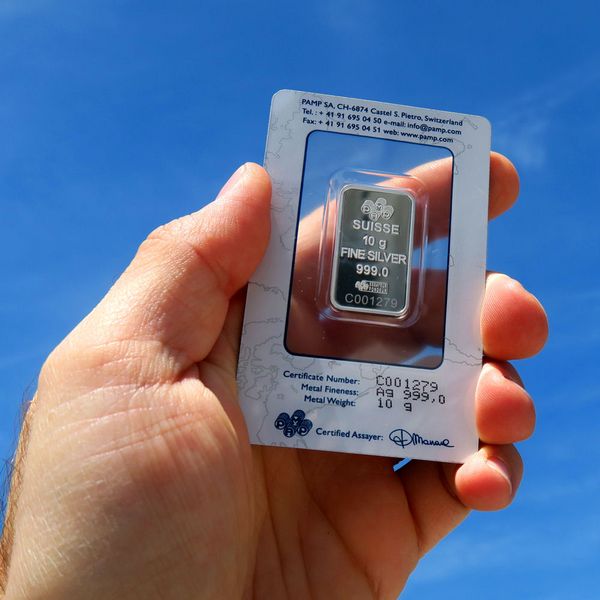 PAMP SA, CH-6874 Castel S. Pietro, Switzerland
Tel. : + 41 91 695 04 50 e-mail: info@pamp.com
Fax: + 41 91 695 04 51 web: www.pamp.com
PAMP
SUISSE
10 g
FINE SILVER
999.0
C001279
Certificate Number: C001279
Metal Fineness: Ag 999,0
Metal Weight: 10 g
PAMP
Certified Assayer: